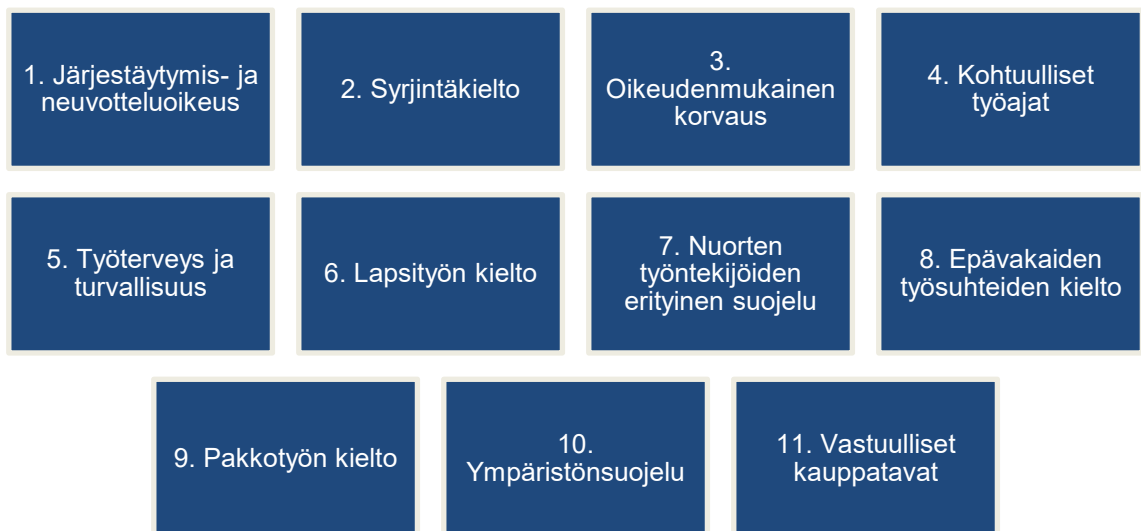 1. Järjestäytymis- ja
neuvotteluoikeus
2. Syrjintäkielto
3.
Oikeudenmukainen
korvaus
4. Kohtuulliset
työajat
5. Työterveys ja
turvallisuus
6. Lapsityön kielto
7. Nuorten
työntekijöiden
erityinen suojelu
8. Epävakaiden
työsuhteiden kielto
9. Pakkotyön kielto
10.
Ympäristönsuojelu
11. Vastuulliset
kauppatavat